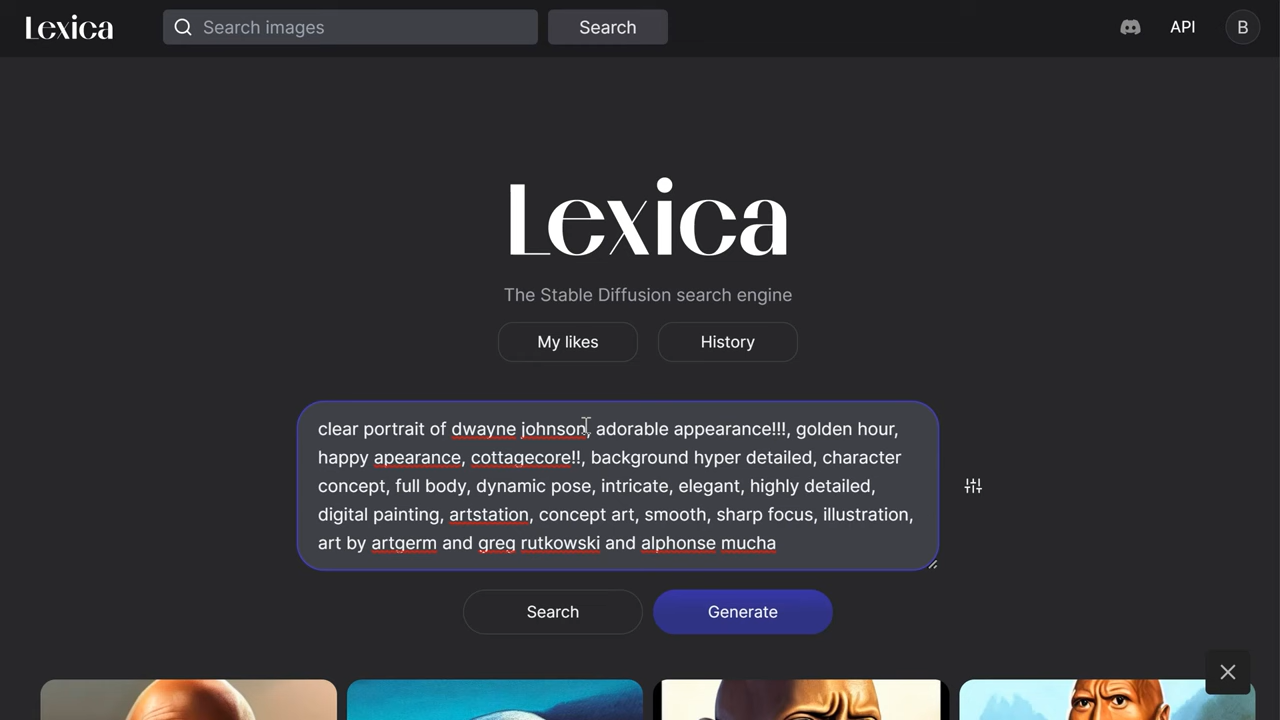 Lexica
Search images
Search
API
B
Lexica
The Stable Diffusion search engine
My likes
History
clear portrait of dwayne johnson, adorable appearance!!!, golden hour,
happy apearance, cottagecore!!, background hyper detailed, character
concept, full body, dynamic pose, intricate, elegant, highly detailed,
digital painting, artstation, concept art, smooth, sharp focus, illustration,
art by artgerm and greg rutkowski and alphonse mucha
Search
Generate